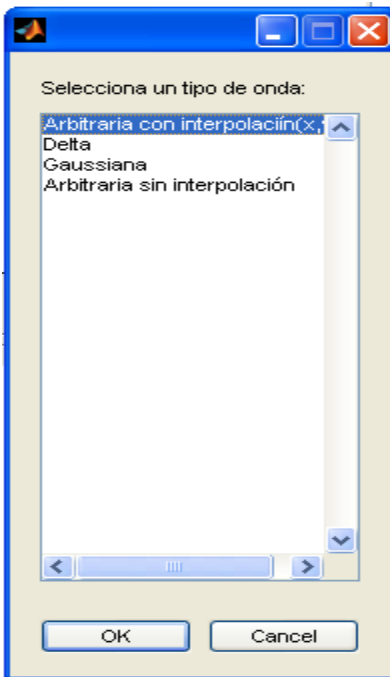 Selecciona un tipo de onda:
Arbitraria con interpolaciín(x,
Delta
Gaussiana
Arbitraria sin interpolación
OK
Cancel